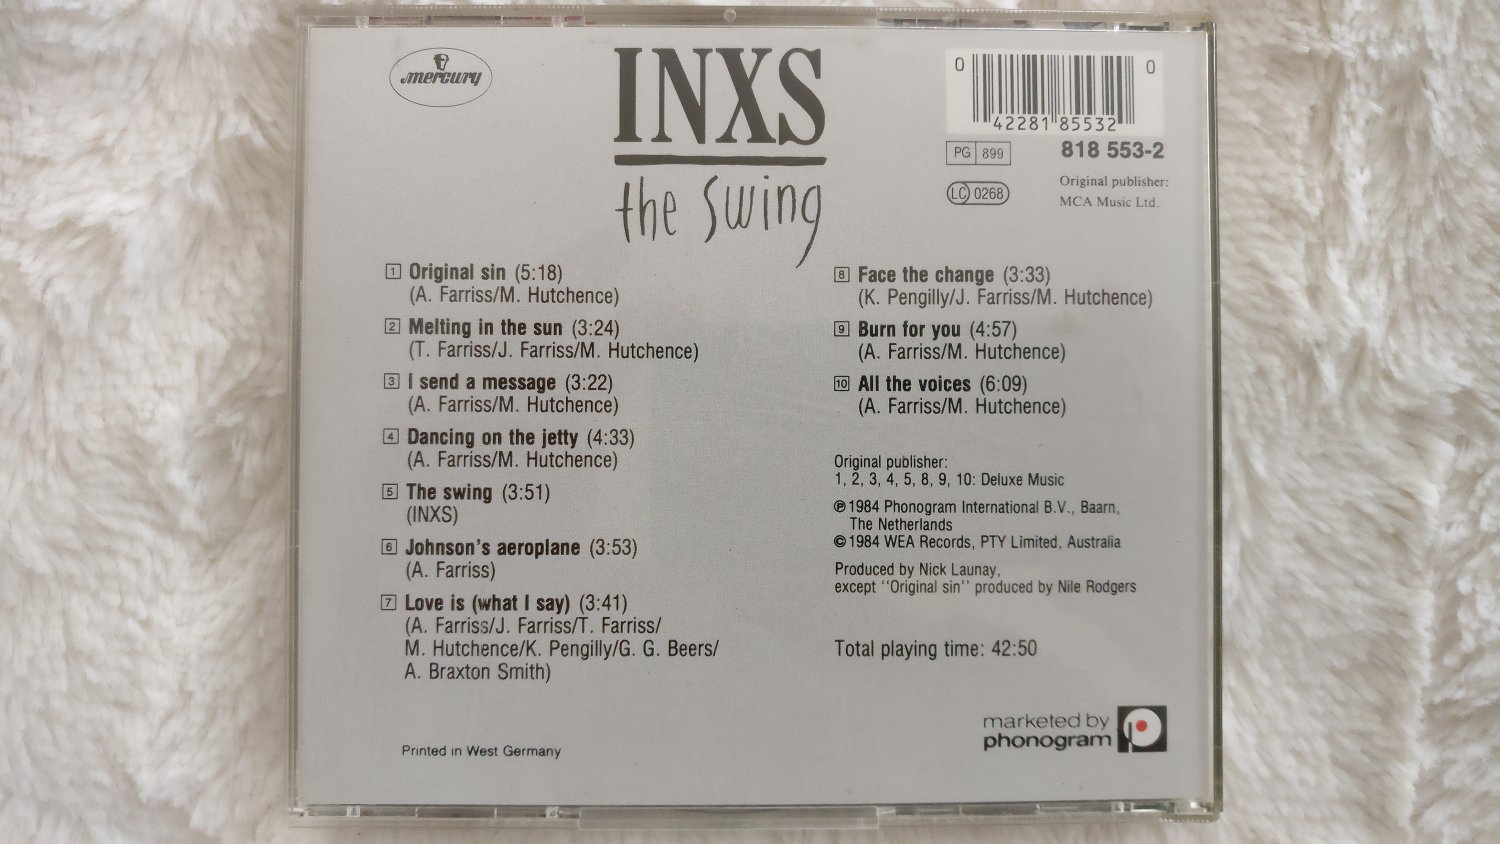 mercury
INXS
the swing
0 42281 85532 0
PG 899
818 553-2
LC 0268
Original publisher:
MCA Music Ltd.
1 Original sin (5:18)
(A. Farriss/M. Hutchence)
2 Melting in the sun (3:24)
(T. Farriss/J. Farriss/M. Hutchence)
3 I send a message (3:22)
(A. Farriss/M. Hutchence)
4 Dancing on the jetty (4:33)
(A. Farriss/M. Hutchence)
5 The swing (3:51)
(INXS)
6 Johnson's aeroplane (3:53)
(A. Farriss)
7 Love is (what I say) (3:41)
(A. Farriss/J. Farriss/T. Farriss/
M. Hutchence/K. Pengilly/G. G. Beers/
A. Braxton Smith)
8 Face the change (3:33)
(K. Pengilly/J. Farriss/M. Hutchence)
9 Burn for you (4:57)
(A. Farriss/M. Hutchence)
10 All the voices (6:09)
(A. Farriss/M. Hutchence)
Original publisher:
1, 2, 3, 4, 5, 8, 9, 10: Deluxe Music
℗ 1984 Phonogram International B.V., Baarn,
The Netherlands
© 1984 WEA Records, PTY Limited, Australia
Produced by Nick Launay,
except "Original sin" produced by Nile Rodgers
Total playing time: 42:50
marketed by
phonogram
Printed in West Germany